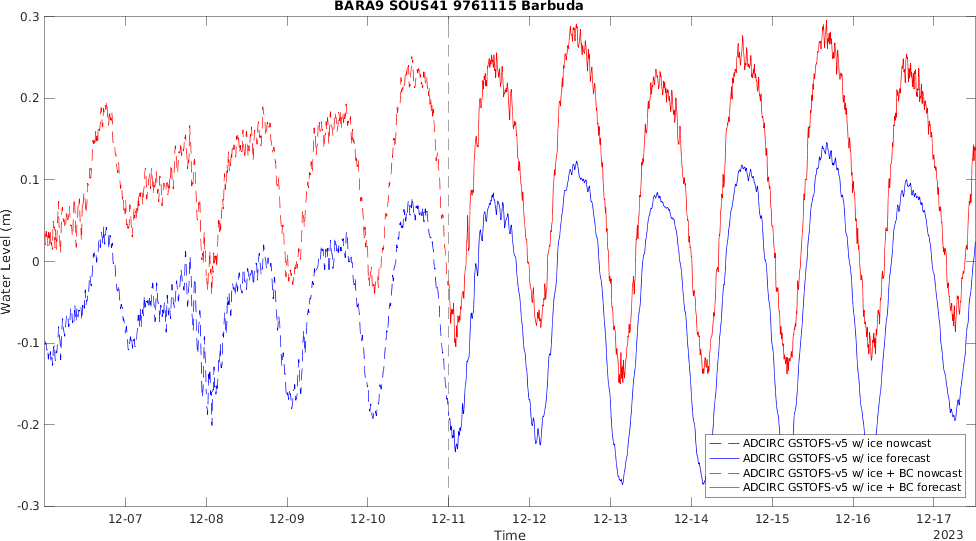 BARA9 SOUS41 9761115 Barbuda
0.3
0.2
0.1
0
-0.1
-0.2
-0.3
Water Level (m)
12-07 12-08 12-09 12-10 12-11 12-12 12-13 12-14 12-15 12-16 12-17
Time
2023
ADCIRC GSTOFS-v5 w/ ice nowcast
ADCIRC GSTOFS-v5 w/ ice forecast
ADCIRC GSTOFS-v5 w/ ice + BC nowcast
ADCIRC GSTOFS-v5 w/ ice + BC forecast